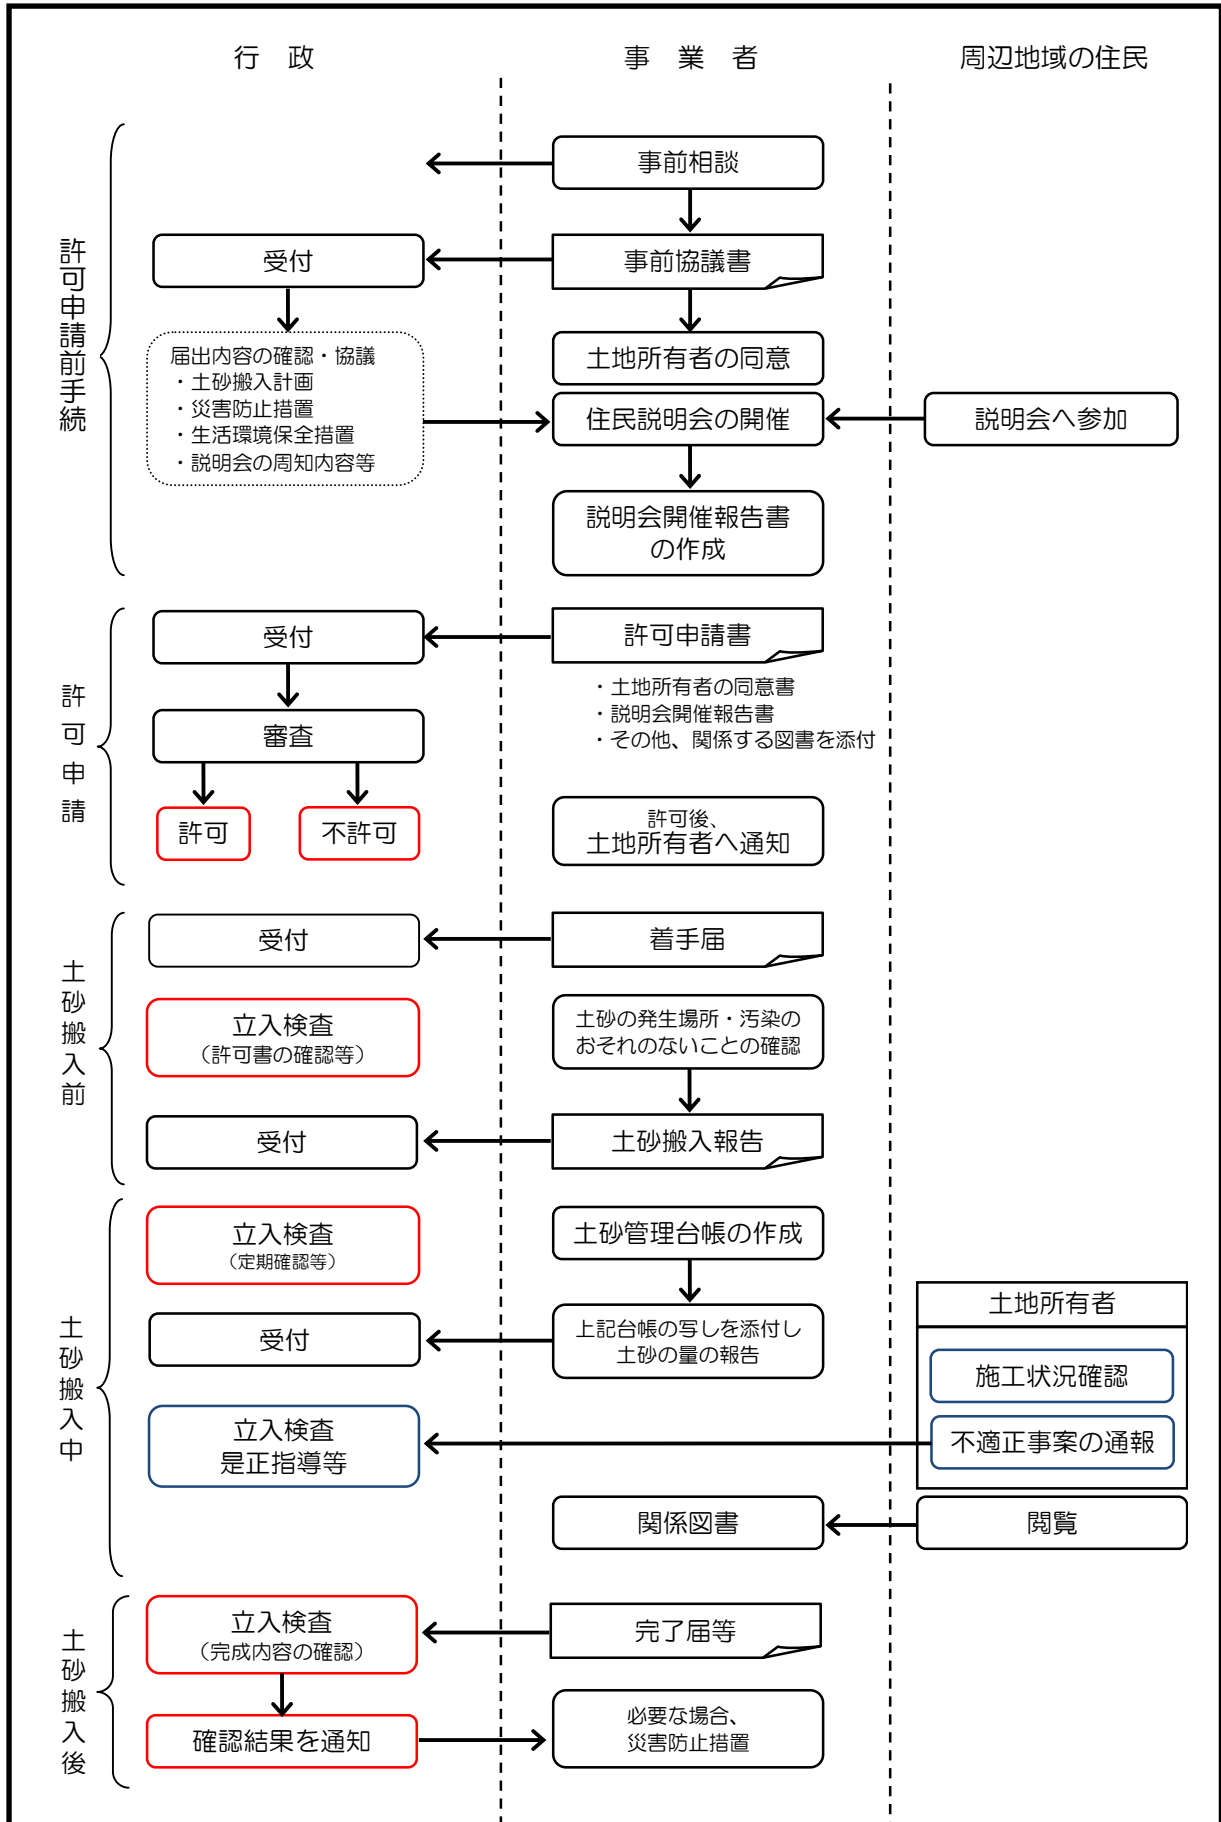 行　政
事　業　者
周辺地域の住民
許可申請前手続
事前相談
受付
事前協議書
届出内容の確認・協議
・土砂搬入計画
・災害防止措置
・生活環境保全措置
・説明会の周知内容等
土地所有者の同意
住民説明会の開催
説明会へ参加
説明会開催報告書
の作成
許可申請
受付
許可申請書
・土地所有者の同意書
・説明会開催報告書
・その他、関係する図書を添付
審査
許可
不許可
許可後、
土地所有者へ通知
土砂搬入前
受付
着手届
立入検査
（許可書の確認等）
土砂の発生場所・汚染の
おそれのないことの確認
受付
土砂搬入報告
土砂搬入中
立入検査
（定期確認等）
土砂管理台帳の作成
受付
上記台帳の写しを添付し
土砂の量の報告
土地所有者
施工状況確認
不適正事案の通報
立入検査
是正指導等
関係図書
閲覧
土砂搬入後
立入検査
（完成内容の確認）
完了届等
確認結果を通知
必要な場合、
災害防止措置